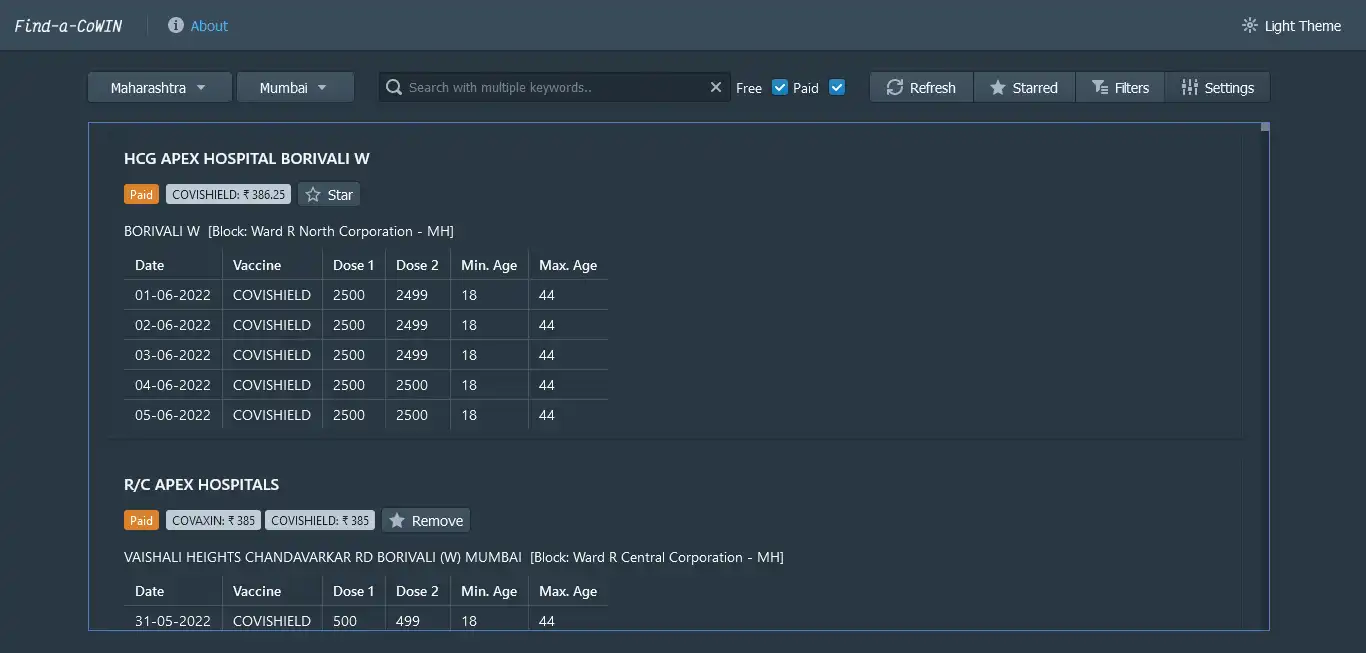 Find-a-CoWIN About Light Theme
Maharashtra Mumbai Search with multiple keywords.. Free Paid Refresh Starred Filters Settings
HCG APEX HOSPITAL BORIVALI W
Paid COVISHIELD: ₹ 386.25 Star
BORIVALI W [Block: Ward R North Corporation - MH]
Date Vaccine Dose 1 Dose 2 Min. Age Max. Age
01-06-2022 COVISHIELD 2500 2499 18 44
02-06-2022 COVISHIELD 2500 2499 18 44
03-06-2022 COVISHIELD 2500 2499 18 44
04-06-2022 COVISHIELD 2500 2500 18 44
05-06-2022 COVISHIELD 2500 2500 18 44
R/C APEX HOSPITALS
Paid COVAXIN: ₹ 385 COVISHIELD: ₹ 385 Remove
VAISHALI HEIGHTS CHANDAVARKAR RD BORIVALI (W) MUMBAI [Block: Ward R Central Corporation - MH]
Date Vaccine Dose 1 Dose 2 Min. Age Max. Age
31-05-2022 COVISHIELD 500 499 18 44